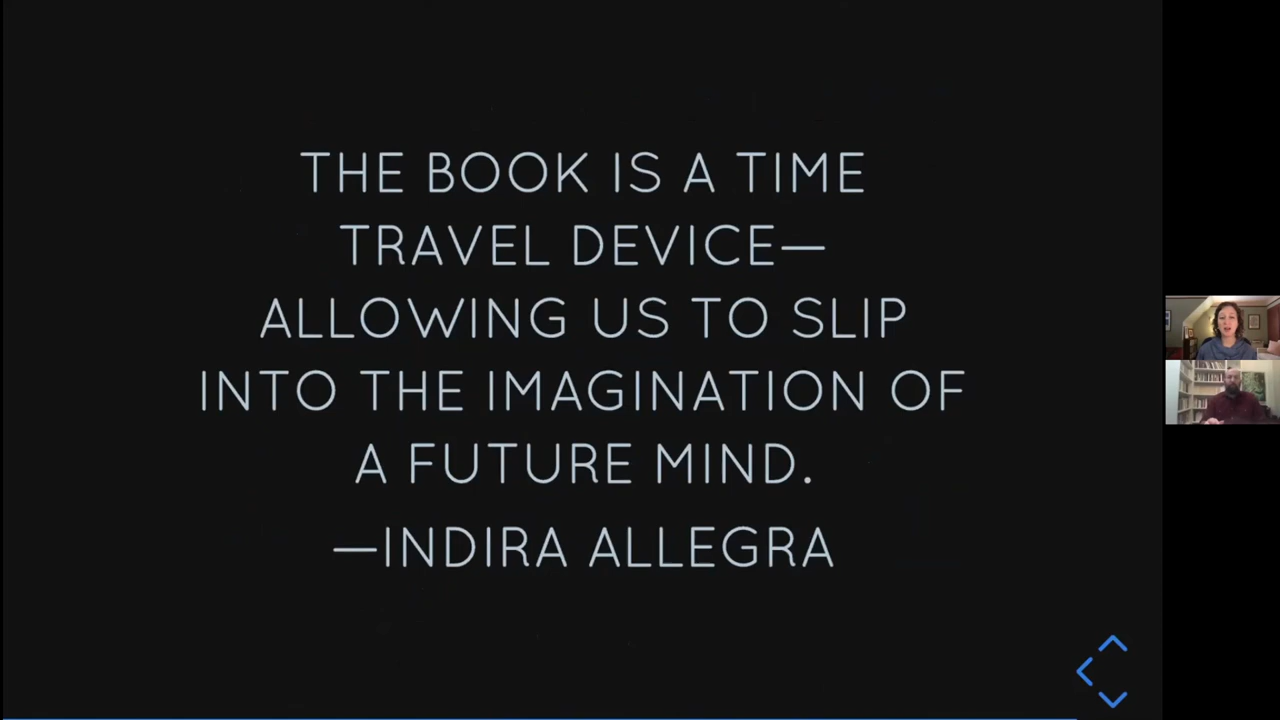 THE BOOK IS A TIME
TRAVEL DEVICE—
ALLOWING US TO SLIP
INTO THE IMAGINATION OF
A FUTURE MIND.
—INDIRA ALLEGRA